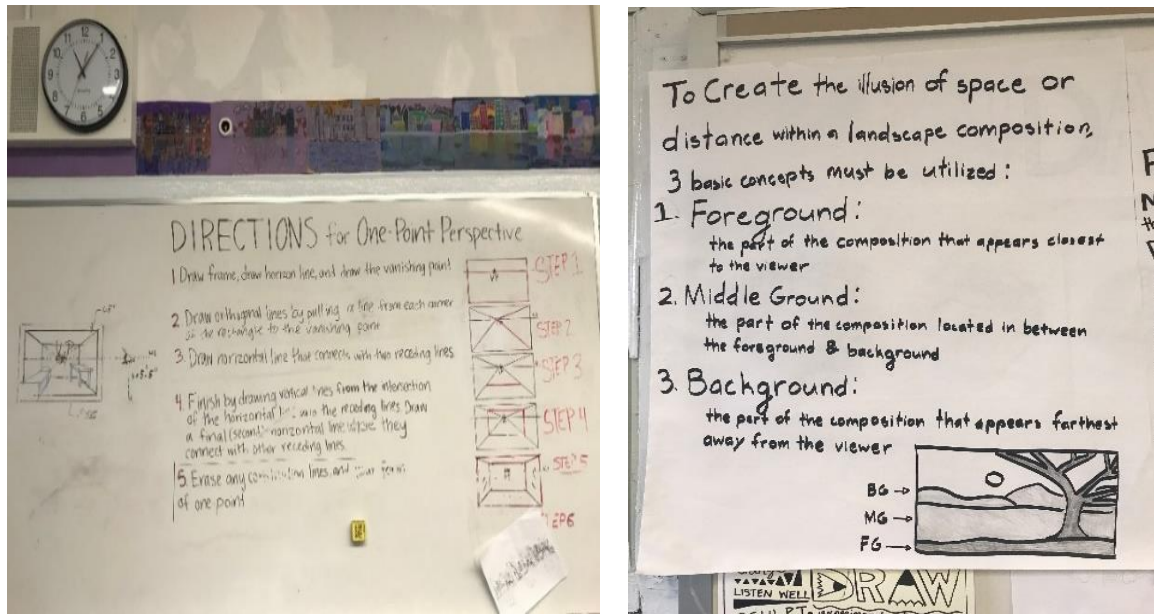 DIRECTIONS for One-Point Perspective
1 Draw frame, draw horizon line, and draw the vanishing point
2 Draw orthogonal lines by pulling a line from each corner
of the rectangle to the vanishing point
3. Draw horizontal line that connects with two receding lines
4. Finish by drawing vertical lines from the intersection
of the horizontal line with the receding lines. Draw
a final (second) horizontal line where they
connect with other receding lines.
5. Erase any lines, and
of one point
STEP 1
STEP 2
STEP 3
STEP 4
STEP 5
STEP 6
To Create the illusion of space or
distance within a landscape composition,
3 basic concepts must be utilized:
1. Foreground:
the part of the composition that appears closest
to the viewer
2. Middle Ground:
the part of the composition located in between
the foreground & background
3. Background:
the part of the composition that appears farthest
away from the viewer
BG
MG
FG
LISTEN WELL
DRAW